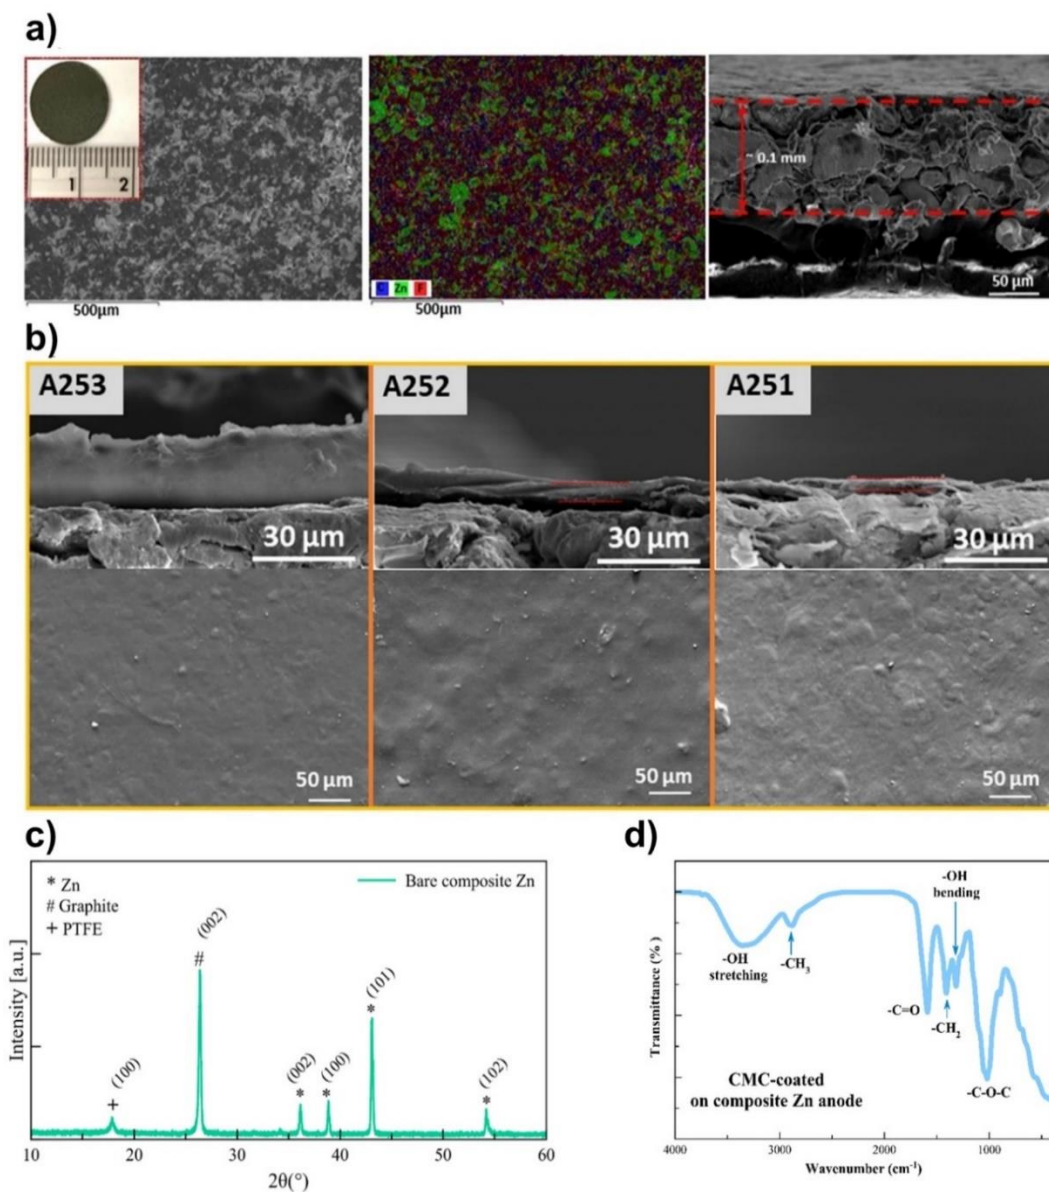 a)
1 2
500µm
C Zn F
500µm
~ 0.1 mm
50 µm
b)
A253
30 µm
50 µm
A252
30 µm
50 µm
A251
30 µm
50 µm
c)
* Zn
# Graphite
+ PTFE
Bare composite Zn
Intensity [a.u.]
(100)
+
(002)
#
(002)
*
(100)
*
(101)
*
(102)
*
10 20 30 40 50 60
2θ(°)
d)
Transmittance (% )
-OH
stretching
-CH3
-C=O
-CH2
-OH
bending
-C-O-C
CMC-coated
on composite Zn anode
4000 3000 2000 1000
Wavenumber (cm-1)